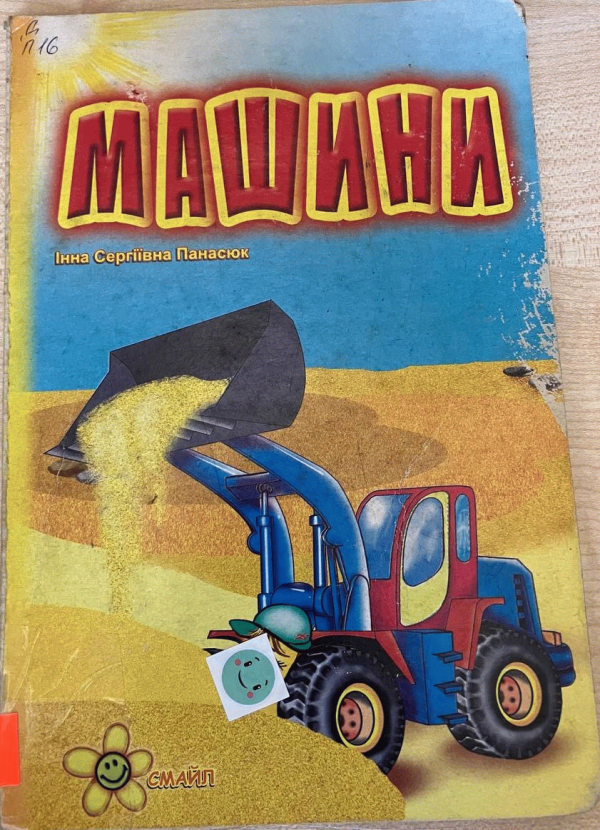 П16
МАШИНИ
Інна Сергіївна Панасюк
СМАЙЛ